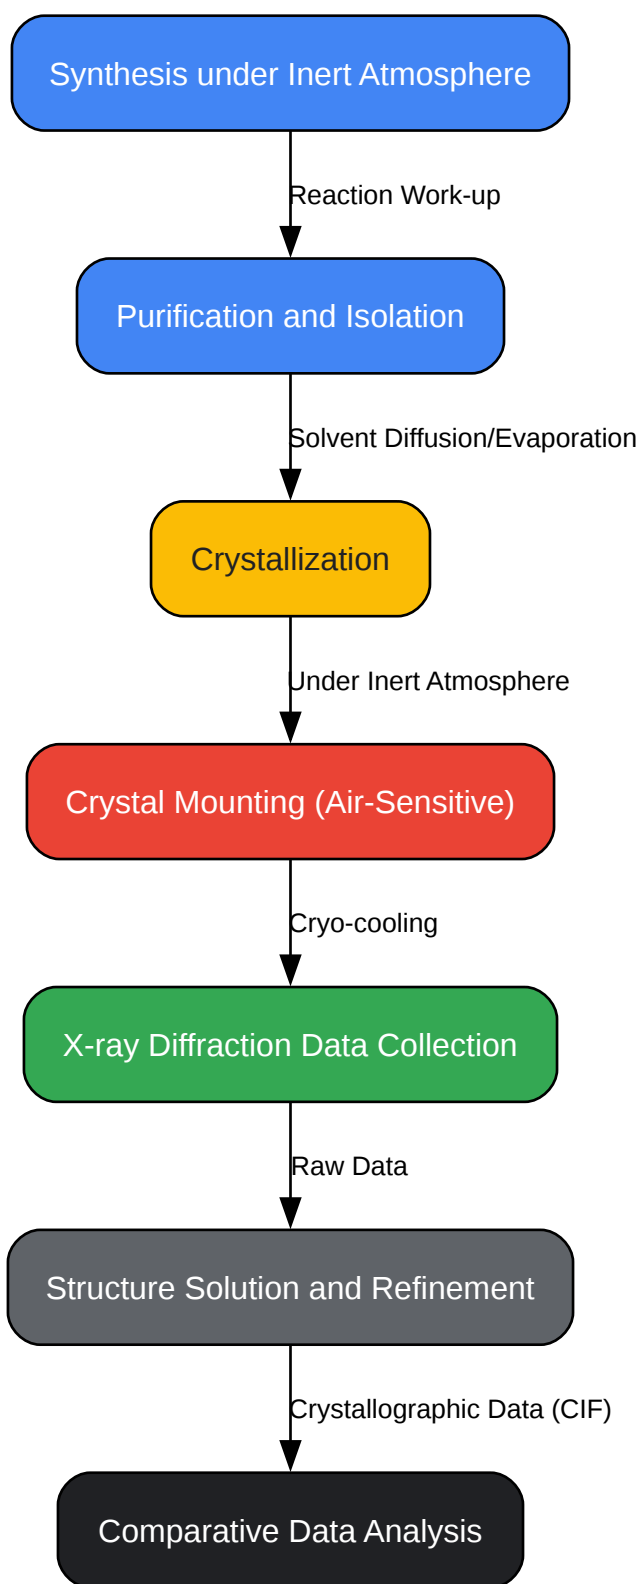 Synthesis under Inert Atmosphere
Reaction Work-up
Purification and Isolation
Solvent Diffusion/Evaporation
Crystallization
Under Inert Atmosphere
Crystal Mounting (Air-Sensitive)
Cryo-cooling
X-ray Diffraction Data Collection
Raw Data
Structure Solution and Refinement
Crystallographic Data (CIF)
Comparative Data Analysis